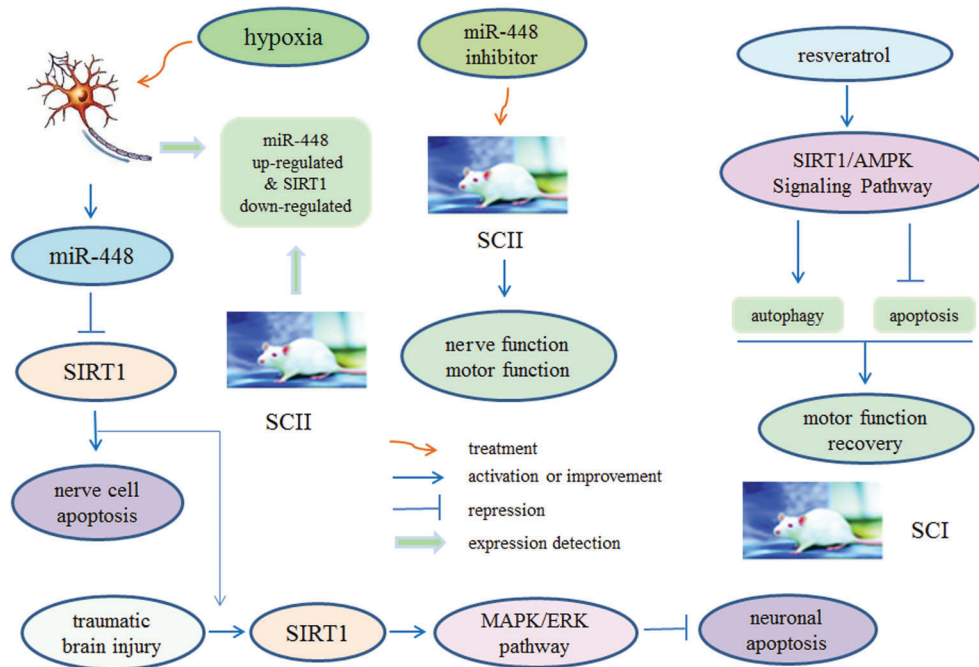 hypoxia
miR-448
inhibitor
resveratrol
miR-448
up-regulated
& SIRT1
down-regulated
SIRT1/AMPK
Signaling Pathway
SCII
miR-448
autophagy
apoptosis
SIRT1
nerve function
motor function
SCII
motor function
recovery
treatment
activation or improvement
repression
expression detection
nerve cell
apoptosis
SCI
traumatic
brain injury
SIRT1
MAPK/ERK
pathway
neuronal
apoptosis